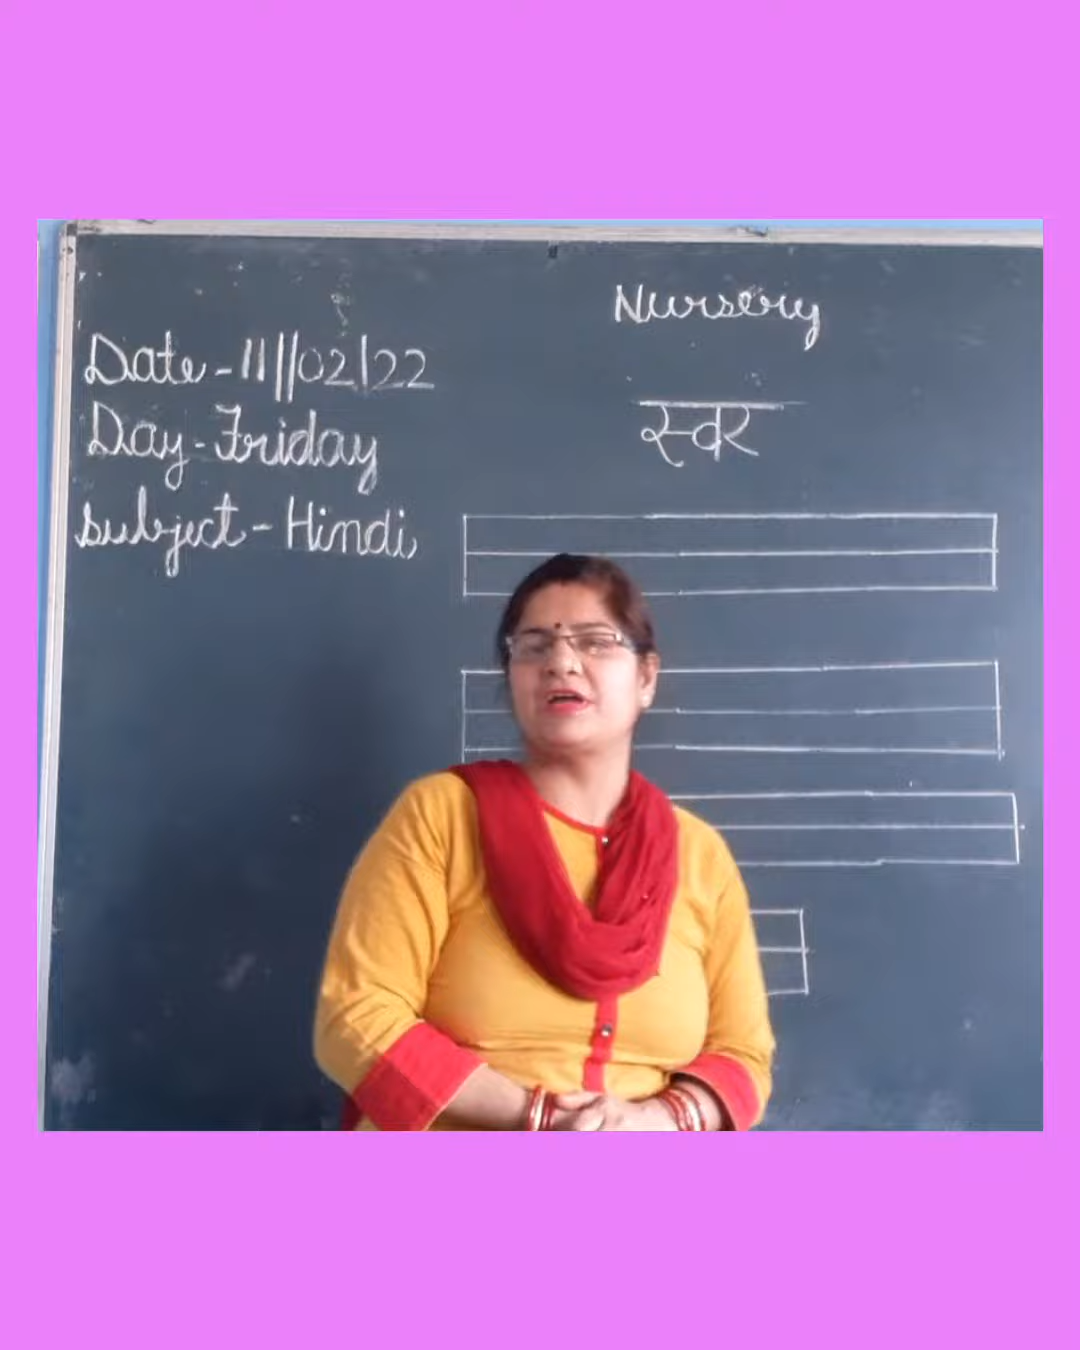 Nursery
Date - 11//02/22
Day - Friday
Subject - Hindi
स्वर